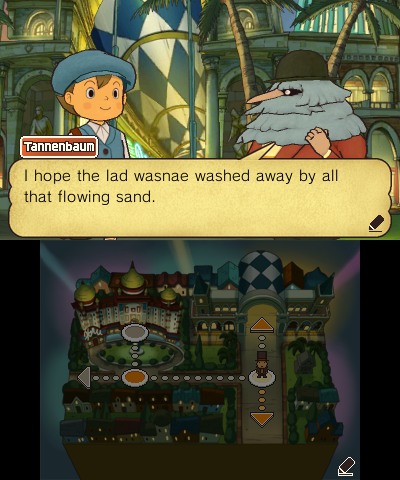 Tannenbaum
I hope the lad wasnae washed away by all
that flowing sand.